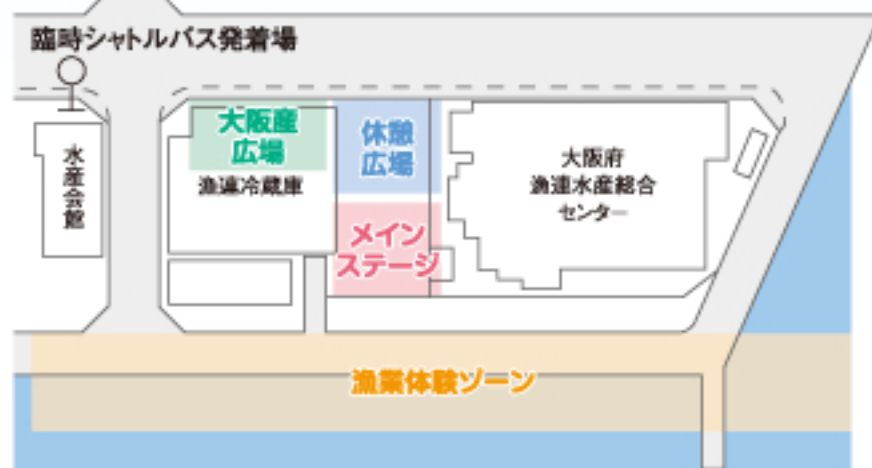 臨時シャトルバス発着場
水産会館
大阪産
広場
漁連冷蔵庫
休憩
広場
メイン
ステージ
大阪府
漁連水産総合
センター
漁業体験ゾーン